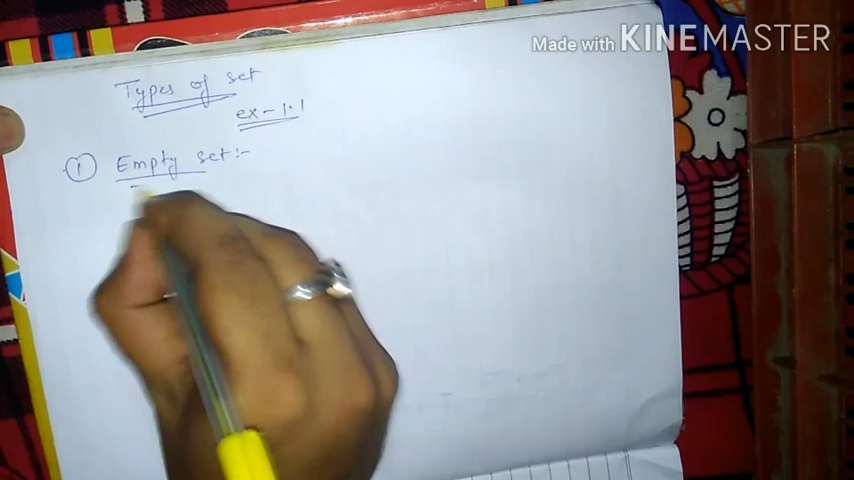 Made with KINEMASTER
Types of set
ex - 1.1
① Empty set :-